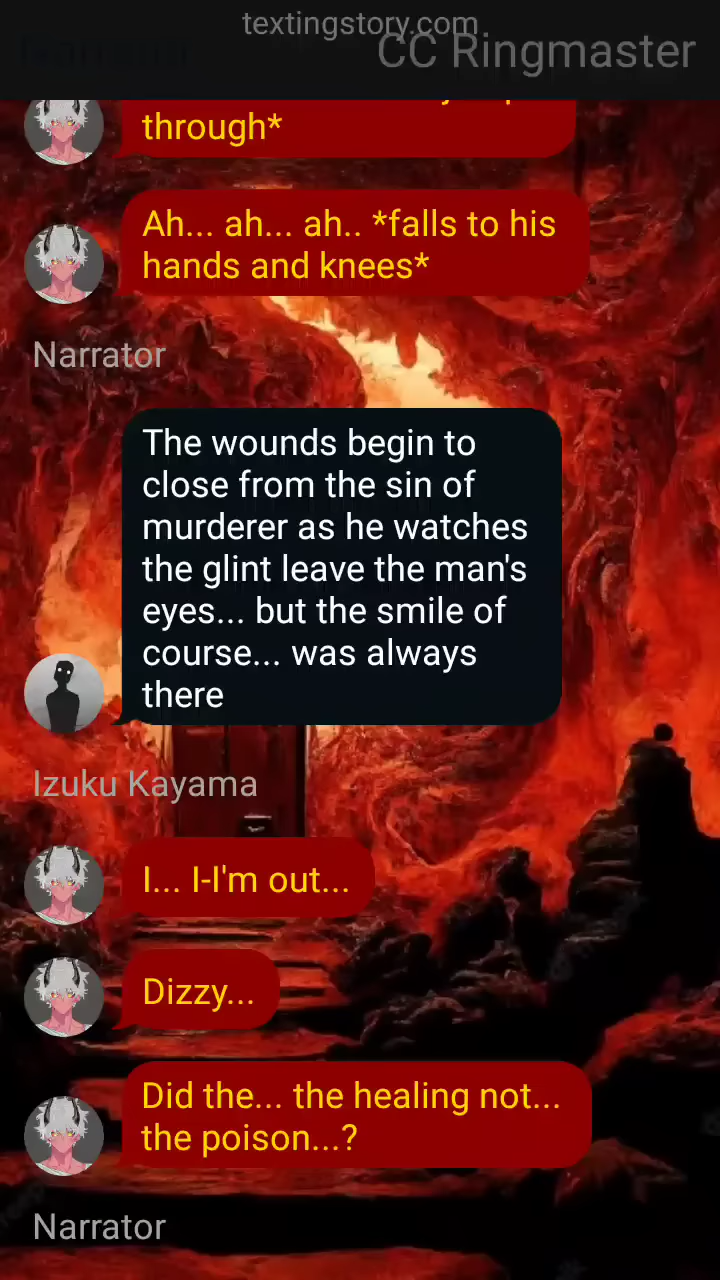 textingstory.com
CC Ringmaster
through*
Ah... ah... ah.. *falls to his
hands and knees*
Narrator
The wounds begin to
close from the sin of
murderer as he watches
the glint leave the man's
eyes... but the smile of
course... was always
there
Izuku Kayama
I... I-I'm out...
Dizzy...
Did the... the healing not...
the poison...?
Narrator